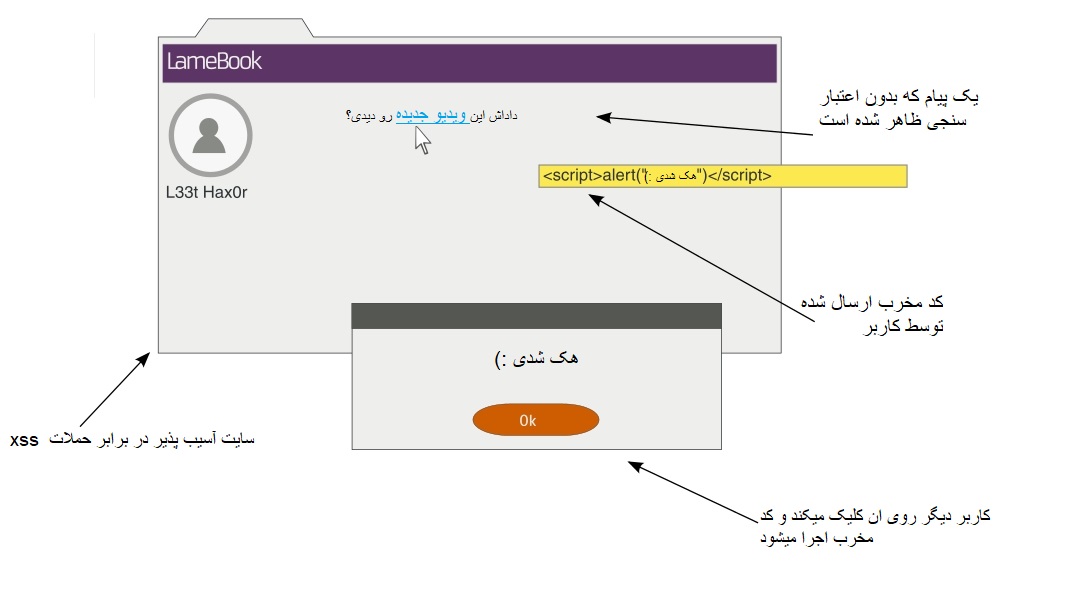 LameBook
داداش این ویدیو جدیده رو دیدی؟
L33t Hax0r
یک پیام که بدون اعتبار
سنجی ظاهر شده است
<script>alert("هک شدی :)")</script>
کد مخرب ارسال شده
توسط کاربر
هک شدی :)
Ok
سایت آسیب پذیر در برابر حملات xss
کاربر دیگر روی ان کلیک میکند و کد
مخرب اجرا میشود